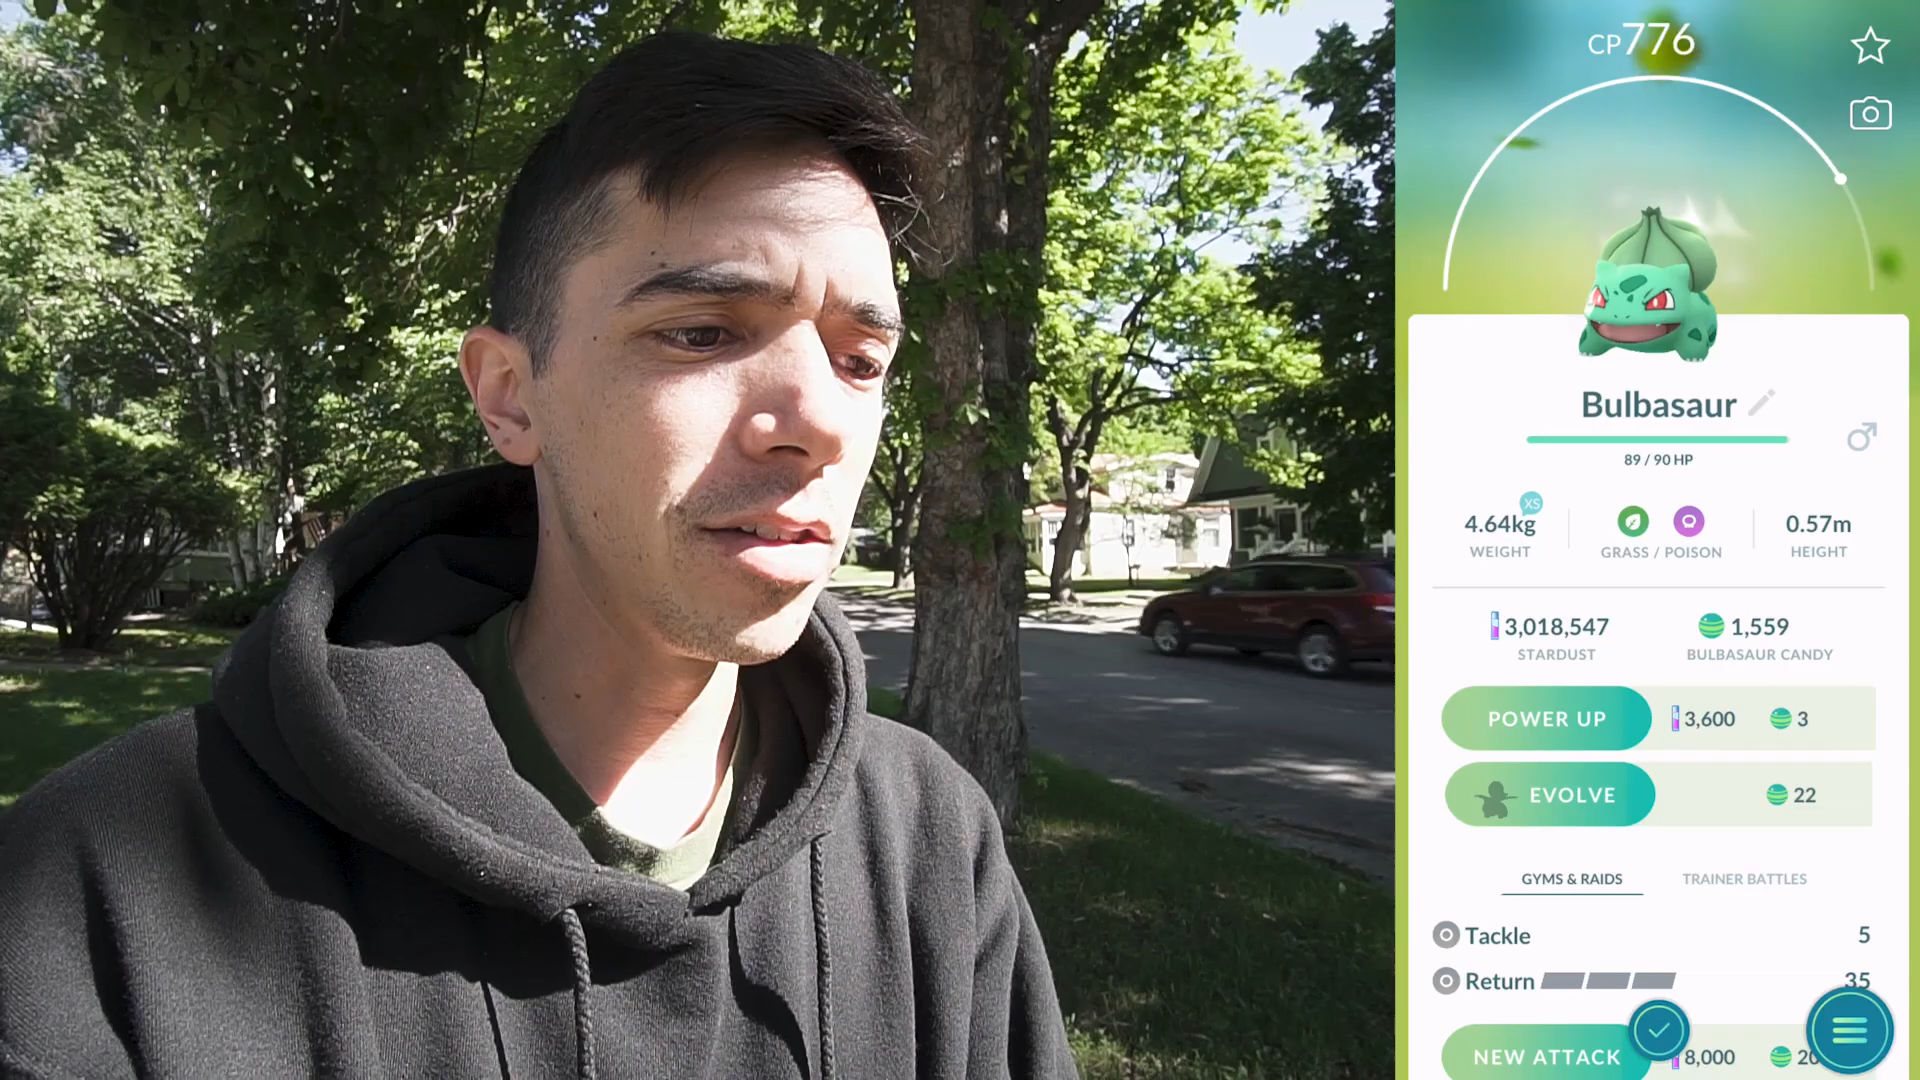 CP776
Bulbasaur
89 / 90 HP
XS
4.64kg
WEIGHT
GRASS / POISON
0.57m
HEIGHT
3,018,547
STARDUST
1,559
BULBASAUR CANDY
POWER UP 3,600 3
EVOLVE 22
GYMS & RAIDS TRAINER BATTLES
Tackle 5
Return 35
NEW ATTACK 8,000 20